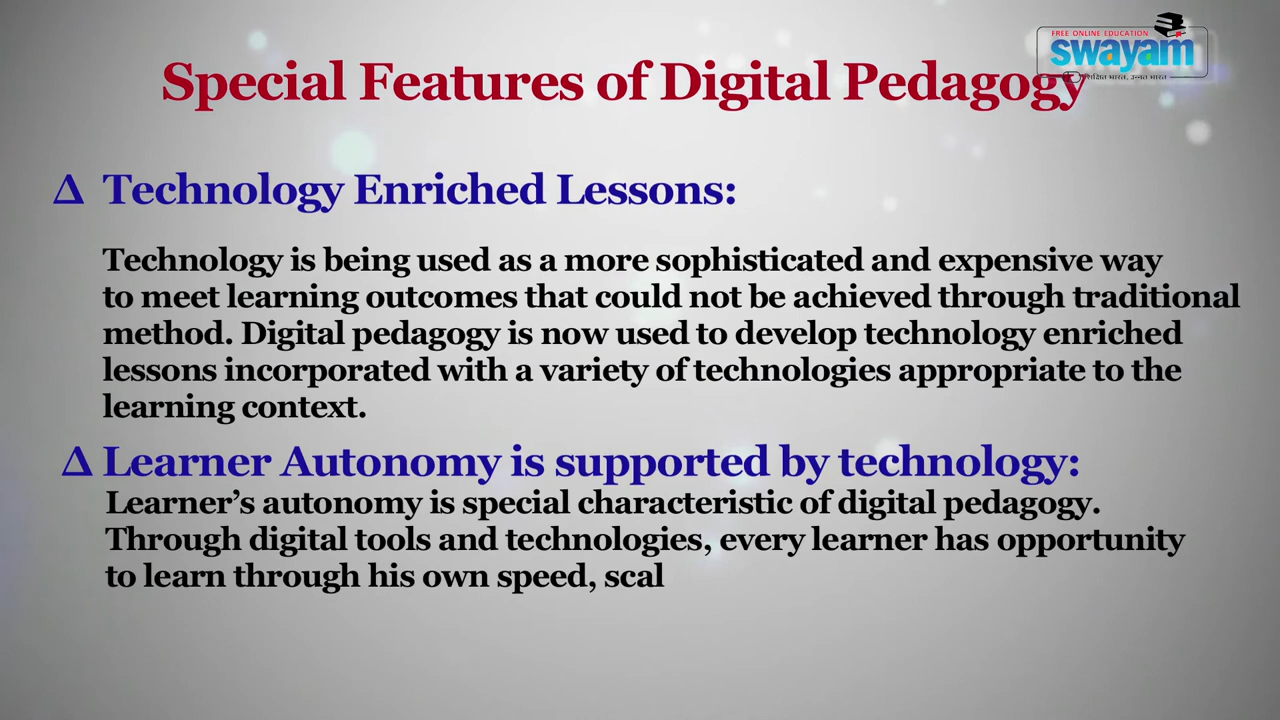 FREE ONLINE EDUCATION
swayam
शिक्षित भारत, उन्नत भारत
Special Features of Digital Pedagogy
Δ Technology Enriched Lessons:
Technology is being used as a more sophisticated and expensive way
to meet learning outcomes that could not be achieved through traditional
method. Digital pedagogy is now used to develop technology enriched
lessons incorporated with a variety of technologies appropriate to the
learning context.
Δ Learner Autonomy is supported by technology:
Learner’s autonomy is special characteristic of digital pedagogy.
Through digital tools and technologies, every learner has opportunity
to learn through his own speed, scal